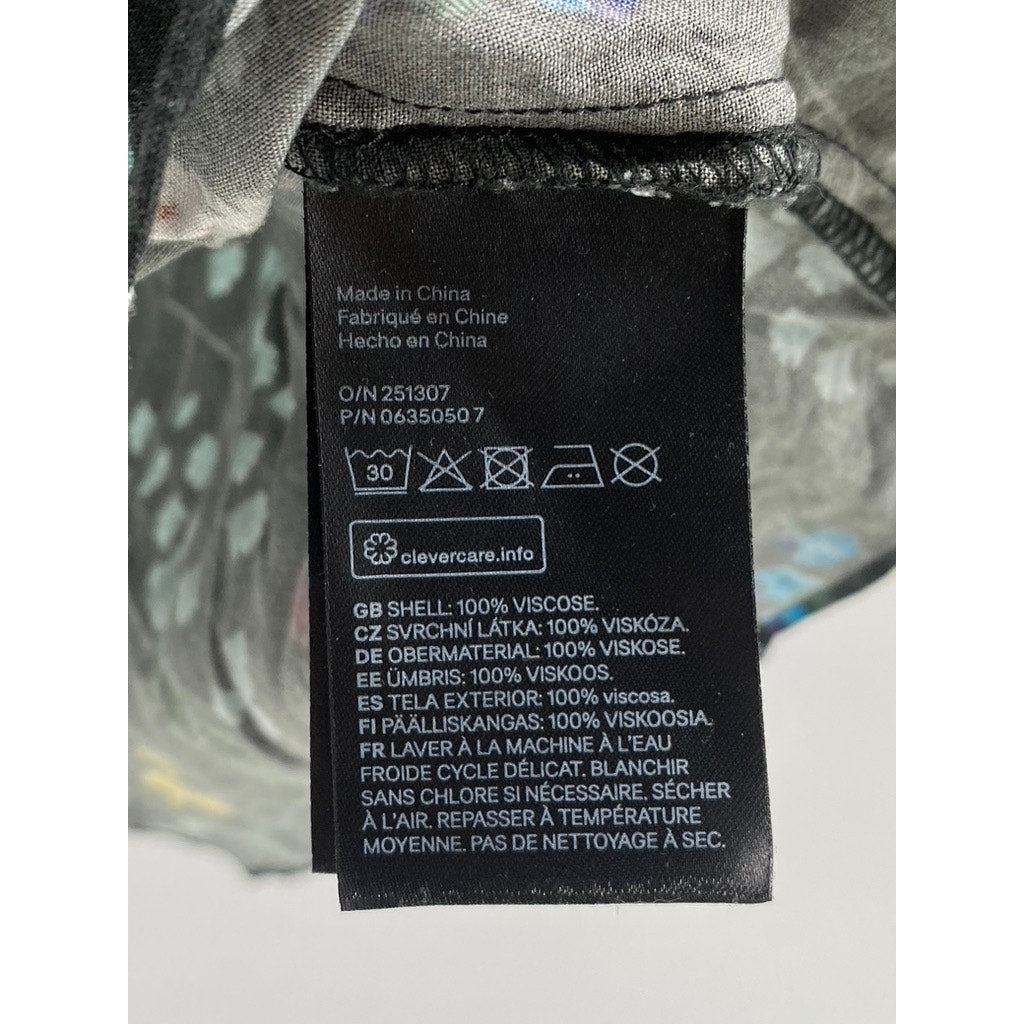 Made in China
Fabriqué en Chine
Hecho en China
O/N 251307
P/N 06350507
30
clevercare.info
GB SHELL: 100% VISCOSE.
CZ SVRCHNÍ LÁTKA: 100% VISKÓZA.
DE OBERMATERIAL: 100% VISKOSE.
EE ÜMBRIS: 100% VISKOOS.
ES TELA EXTERIOR: 100% viscosa.
FI PÄÄLLISKANGAS: 100% VISKOOSIA.
FR LAVER À LA MACHINE À L'EAU
FROIDE CYCLE DÉLICAT. BLANCHIR
SANS CHLORE SI NÉCESSAIRE. SÉCHER
À L'AIR. REPASSER À TEMPÉRATURE
MOYENNE. PAS DE NETTOYAGE À SEC.